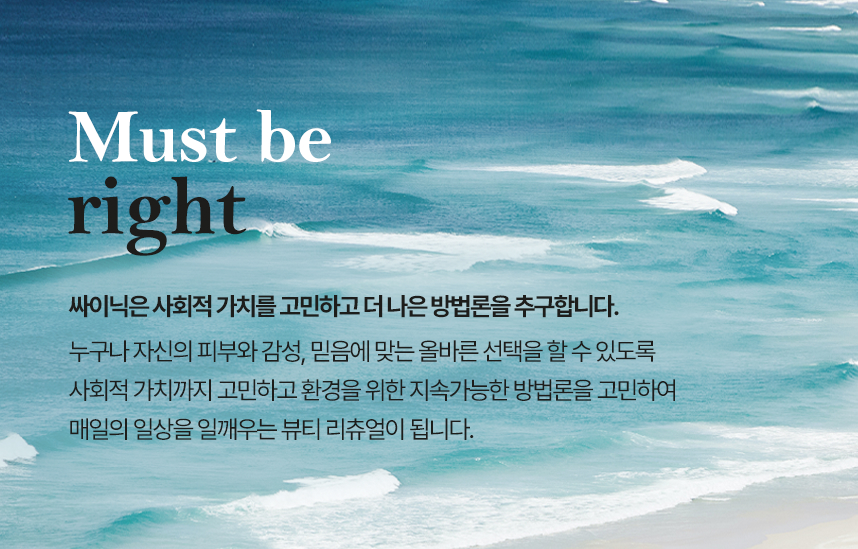 Must be
right
싸이닉은 사회적 가치를 고민하고 더 나은 방법론을 추구합니다.
누구나 자신의 피부와 감성, 믿음에 맞는 올바른 선택을 할 수 있도록
사회적 가치까지 고민하고 환경을 위한 지속가능한 방법론을 고민하여
매일의 일상을 일깨우는 뷰티 리츄얼이 됩니다.